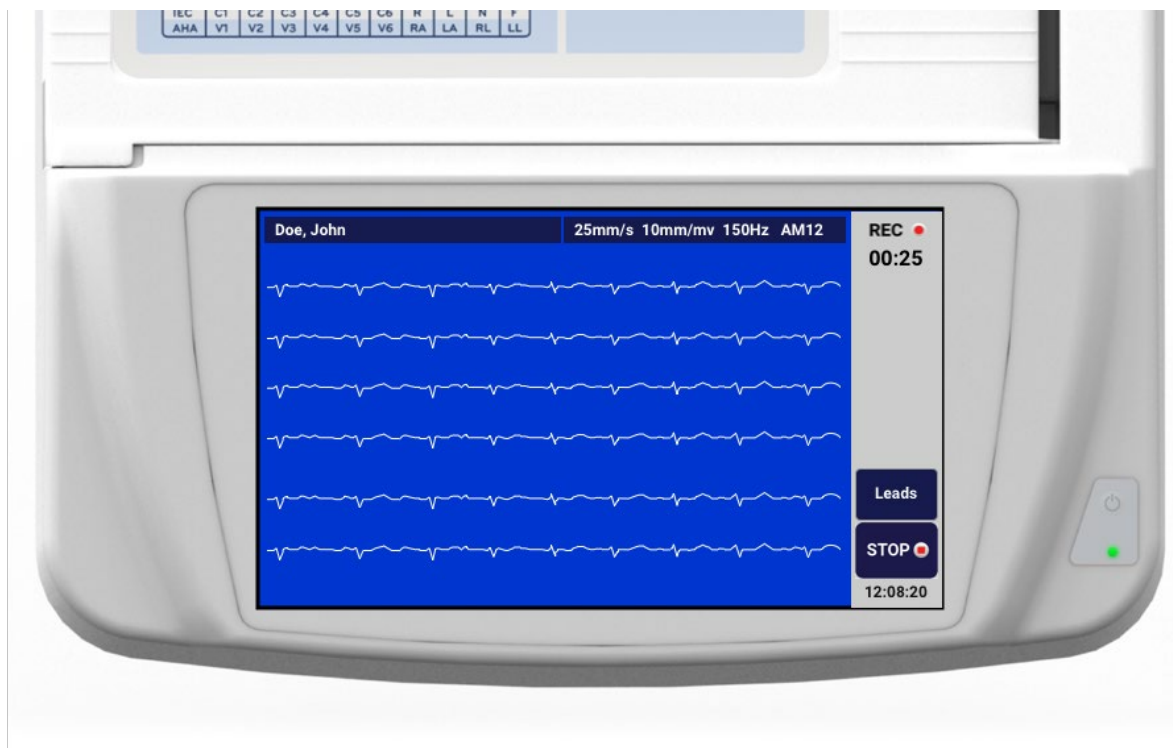 IEC C1 C2 C3 C4 C5 C6 R L N F
AHA V1 V2 V3 V4 V5 V6 RA LA RL LL
Doe, John
25mm/s 10mm/mv 150Hz AM12
REC
00:25
Leads
STOP
12:08:20